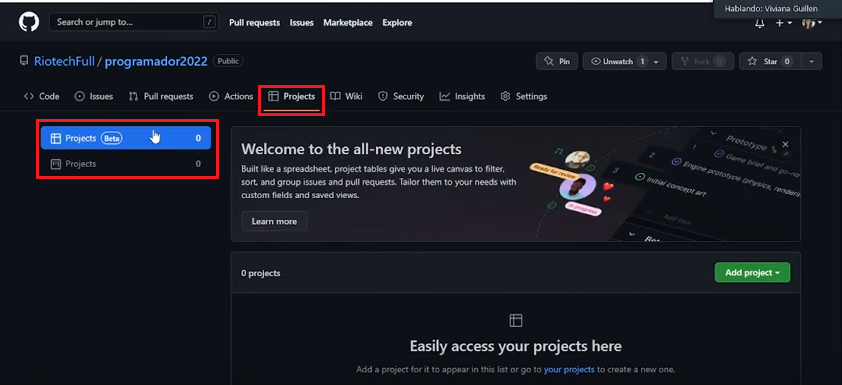 Hablando: Viviana Guillen
Search or jump to... / Pull requests Issues Marketplace Explore
RiotechFull / programador2022 Public
Pin Unwatch 1 Fork 0 Star 0
Code Issues Pull requests Actions Projects Wiki Security Insights Settings
Projects Beta 0
Projects 0
Welcome to the all-new projects
Built like a spreadsheet, project tables give you a live canvas to filter,
sort, and group issues and pull requests. Tailor them to your needs with
custom fields and saved views.
Learn more
Ready for review
In progress
Prototype
1 Game brief and go-no
2 Engine prototype (physics, renderin
3 Initial concept art
Add item
0 projects
Add project
Easily access your projects here
Add a project for it to appear in this list or go to your projects to create a new one.